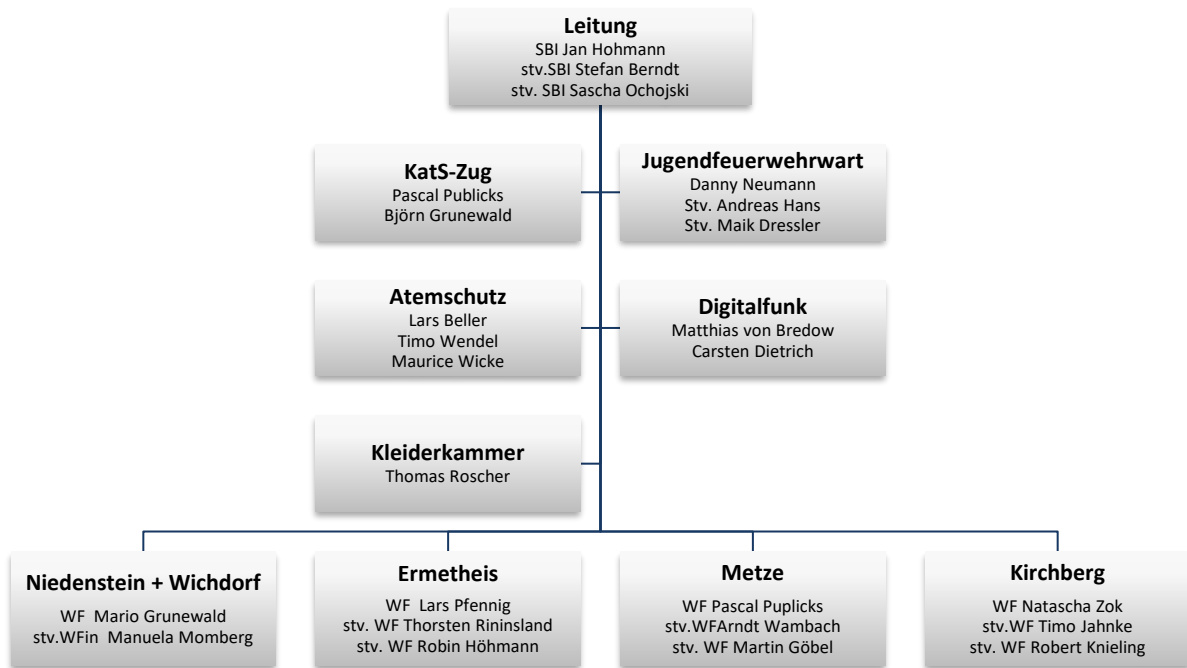 Leitung
SBI Jan Hohmann
stv.SBI Stefan Berndt
stv. SBI Sascha Ochojski
KatS-Zug
Pascal Publicks
Björn Grunewald
Jugendfeuerwehrwart
Danny Neumann
Stv. Andreas Hans
Stv. Maik Dressler
Atemschutz
Lars Beller
Timo Wendel
Maurice Wicke
Digitalfunk
Matthias von Bredow
Carsten Dietrich
Kleiderkammer
Thomas Roscher
Niedenstein + Wichdorf
WF Mario Grunewald
stv.WFin Manuela Momberg
Ermetheis
WF Lars Pfennig
stv. WF Thorsten Rininsland
stv. WF Robin Höhmann
Metze
WF Pascal Puplicks
stv.WFArndt Wambach
stv. WF Martin Göbel
Kirchberg
WF Natascha Zok
stv.WF Timo Jahnke
stv. WF Robert Knieling